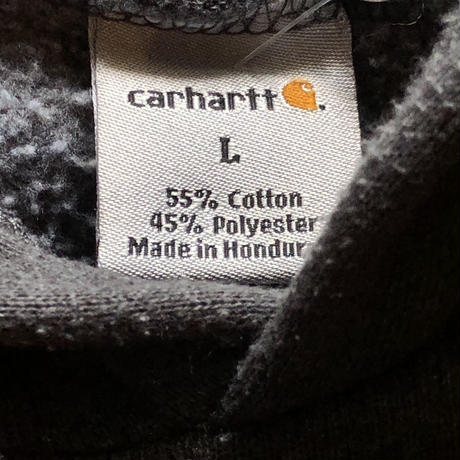 carhartt
L
55% Cotton
45% Polyester
Made in Hondur